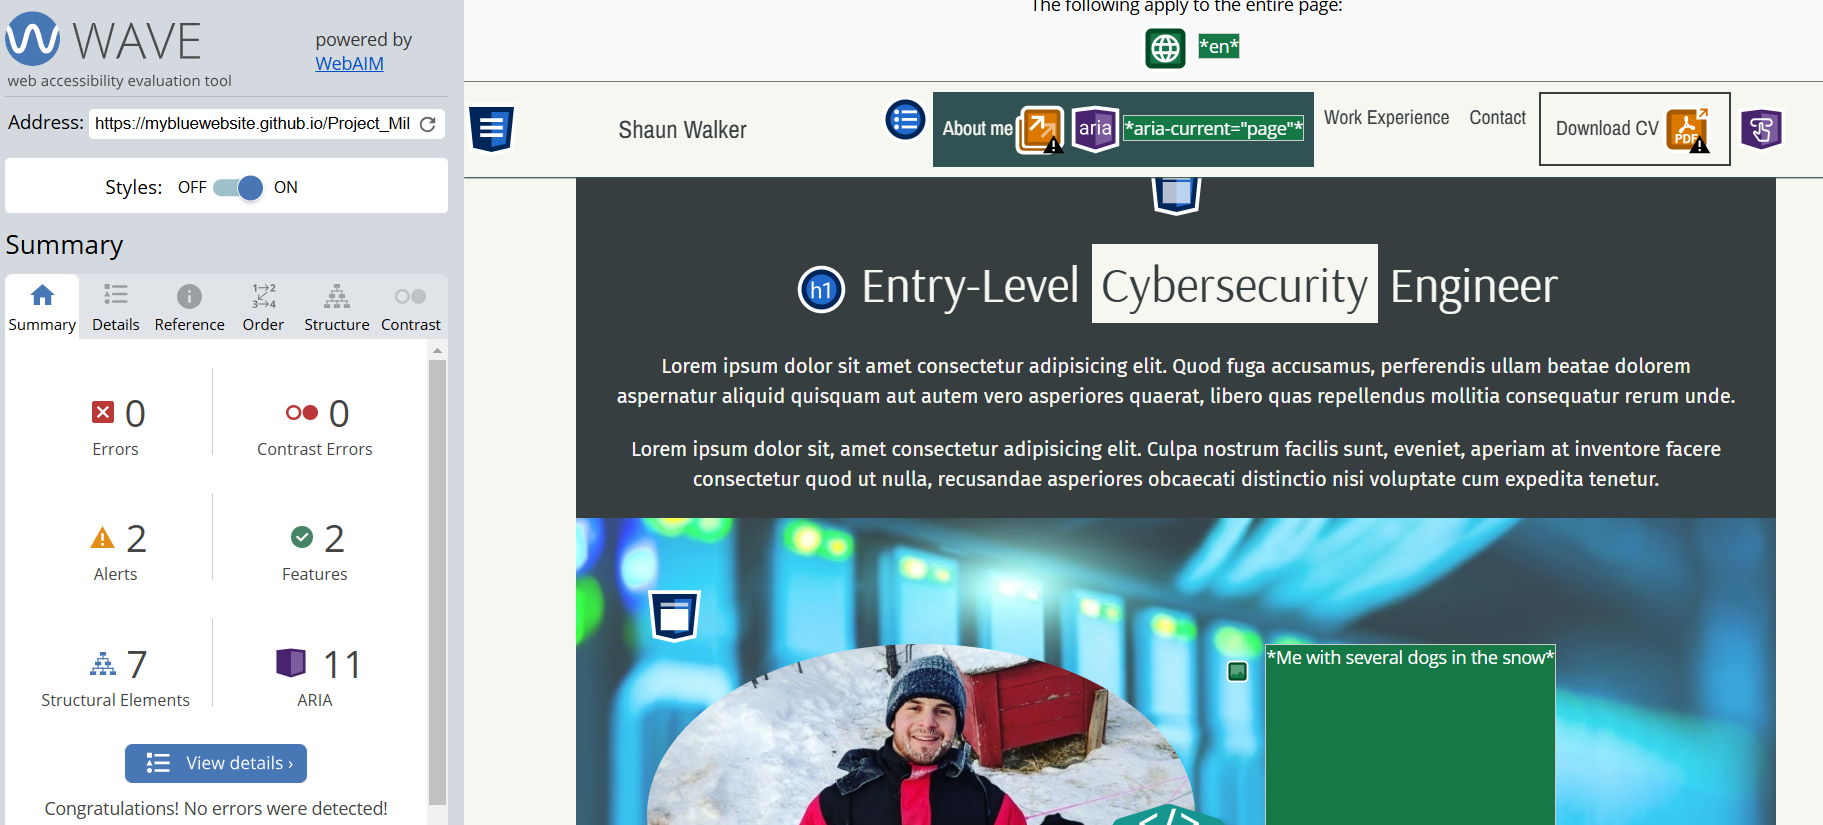 WAVE
powered by
WebAIM
web accessibility evaluation tool
Address: https://mybluewebsite.github.io/Project_Mil
Styles: OFF ON
Summary
1 2
3 4
Summary Details Reference Order Structure Contrast
0 0
Errors Contrast Errors
2 2
Alerts Features
7 11
Structural Elements ARIA
View details ›
Congratulations! No errors were detected!
The following apply to the entire page:
*en*
Shaun Walker
About me aria *aria-current="page"* Work Experience Contact Download CV PDF
h1 Entry-Level Cybersecurity Engineer
Lorem ipsum dolor sit amet consectetur adipisicing elit. Quod fuga accusamus, perferendis ullam beatae dolorem
aspernatur aliquid quisquam aut autem vero asperiores quaerat, libero quas repellendus mollitia consequatur rerum unde.
Lorem ipsum dolor sit, amet consectetur adipisicing elit. Culpa nostrum facilis sunt, eveniet, aperiam at inventore facere
consectetur quod ut nulla, recusandae asperiores obcaecati distinctio nisi voluptate cum expedita tenetur.
*Me with several dogs in the snow*
</>